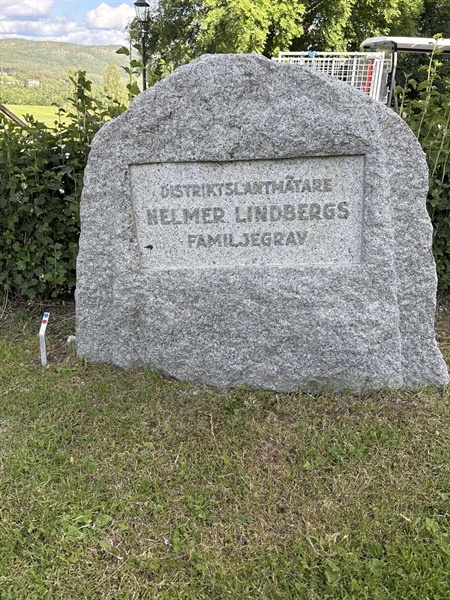 DISTRIKTSLANTMÄTARE
HELMER LINDBERGS
FAMILJEGRAV